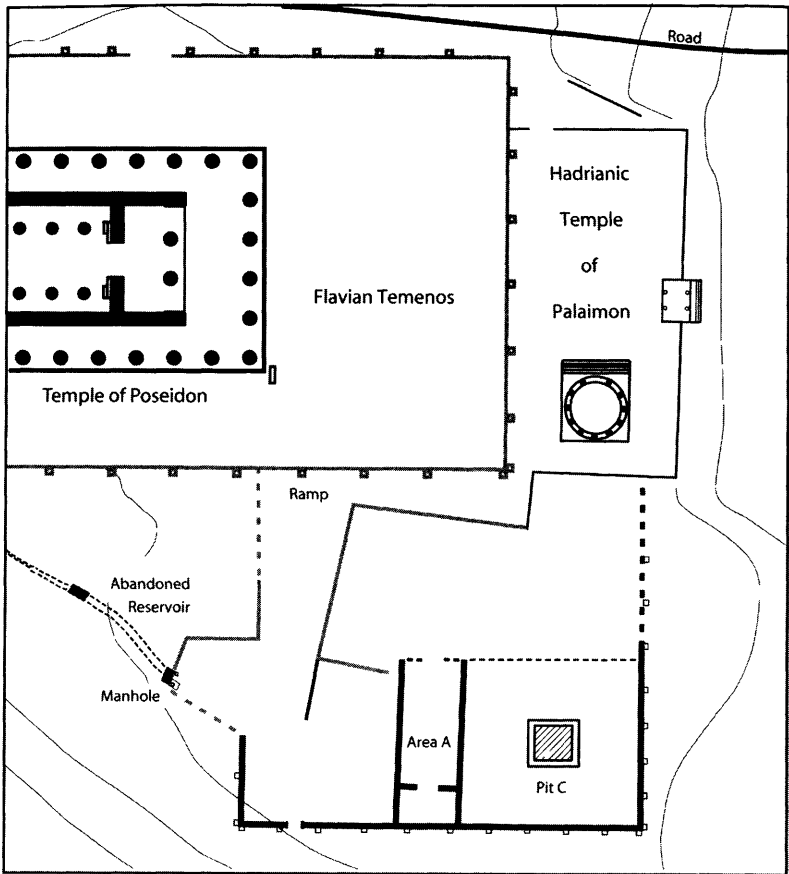 Road
Hadrianic
Temple
of
Palaimon
Flavian Temenos
Temple of Poseidon
Ramp
Abandoned
Reservoir
Manhole
Area A
Pit C